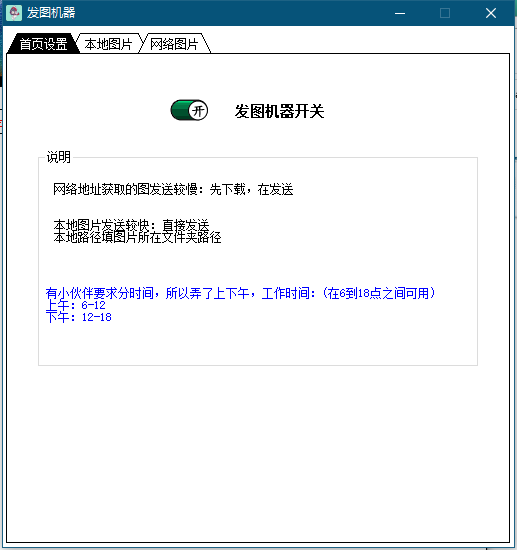 发图机器
首页设置 本地图片 网络图片
开 发图机器开关
说明
网络地址获取的图发送较慢：先下载，在发送
本地图片发送较快：直接发送
本地路径填图片所在文件夹路径
有小伙伴要求分时间，所以弄了上下午，工作时间：(在6到18点之间可用)
上午：6-12
下午：12-18